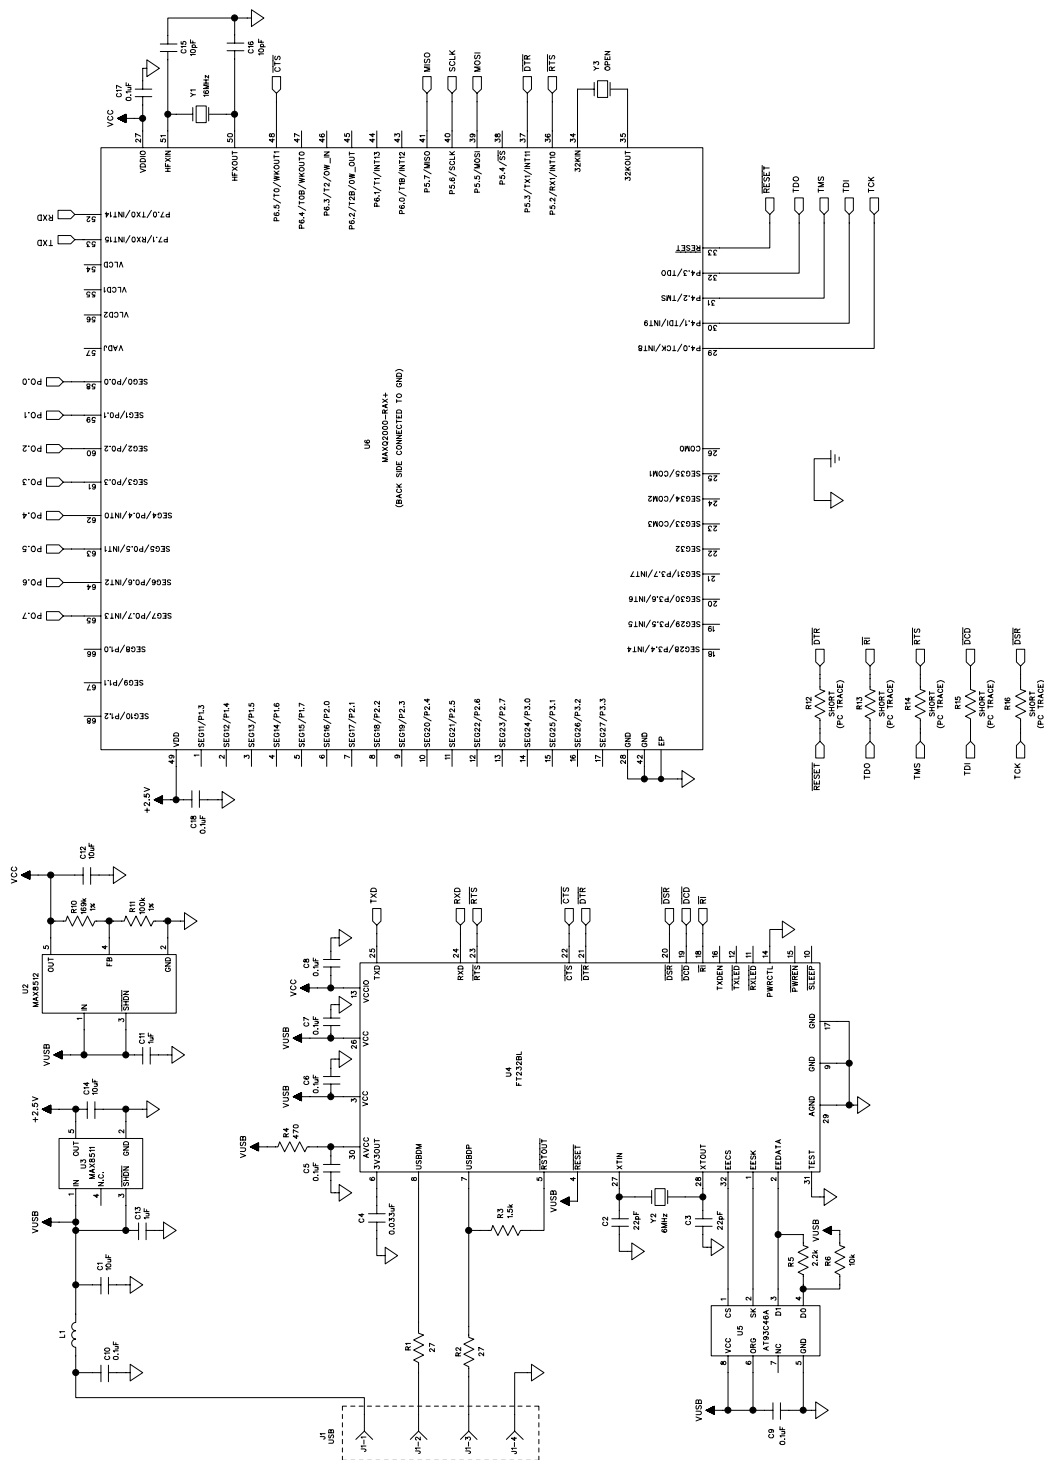 C15
10pF
C16
10pF
C17
0.1uF
VCC
Y1
16MHz
CTS
MISO
SCLK
MOSI
DTR
RTS
Y3
OPEN
27
51
50
48
47
46
45
44
43
41
40
39
38
37
36
34
35
VDDIO
HFXIN
HFXOUT
P6.5/T0/WKOUT1
P6.4/T0B/WKOUT0
P6.3/T2/OW_IN
P6.2/T2B/OW_OUT
P6.1/T1/INT13
P6.0/T1B/INT12
P5.7/MISO
P5.6/SCLK
P5.5/MOSI
P5.4/SS
P5.3/TX1/INT11
P5.2/RX1/INT10
32KIN
32KOUT
RXD
52
P7.0/TX0/INT14
TXD
53
P7.1/RX0/INT15
54
VLCD
55
VLCD1
56
VLCD2
57
VADJ
P0.0
58
SEG0/P0.0
P0.1
59
SEG1/P0.1
P0.2
60
SEG2/P0.2
P0.3
61
SEG3/P0.3
P0.4
62
SEG4/P0.4/INT0
P0.5
63
SEG5/P0.5/INT1
P0.6
64
SEG6/P0.6/INT2
P0.7
65
SEG7/P0.7/INT3
66
SEG8/P1.0
67
SEG9/P1.1
68
SEG10/P1.2
U6
MAXQ2000-RAX+
(BACK SIDE CONNECTED TO GND)
RESET
TDO
TMS
TDI
TCK
RESET
33
P4.3/TDO
32
P4.2/TMS
31
P4.1/TDI/INT9
30
P4.0/TCK/INT8
29
COM0
26
SEG35/COM1
25
SEG34/COM2
24
SEG33/COM3
23
SEG32
22
SEG31/P3.7/INT7
21
SEG30/P3.6/INT6
20
SEG29/P3.5/INT5
19
SEG28/P3.4/INT4
18
VDD
SEG11/P1.3
SEG12/P1.4
SEG13/P1.5
SEG14/P1.6
SEG15/P1.7
SEG16/P2.0
SEG17/P2.1
SEG18/P2.2
SEG19/P2.3
SEG20/P2.4
SEG21/P2.5
SEG22/P2.6
SEG23/P2.7
SEG24/P3.0
SEG25/P3.1
SEG26/P3.2
SEG27/P3.3
GND
GND
EP
49
1
2
3
4
5
6
7
8
9
10
11
12
13
14
15
16
17
28
42
+2.5V
C18
0.1uF
DTR
R12
SHORT
(PC TRACE)
RESET
RI
R13
SHORT
(PC TRACE)
TDO
RTS
R14
SHORT
(PC TRACE)
TMS
DCD
R15
SHORT
(PC TRACE)
TDI
DSR
R16
SHORT
(PC TRACE)
TCK
VCC
C12
10uF
R10
169k
1%
R11
100k
1%
5
4
2
OUT
FB
GND
U2
MAX8512
IN
SHDN
1
3
VUSB
C11
1uF
+2.5V
C14
10uF
5
2
OUT
GND
U3
MAX8511
IN
N.C.
SHDN
1
4
3
VUSB
C13
1uF
C1
10uF
L1
C10
0.1uF
J1
USB
J1-1
J1-2
J1-3
J1-4
R1
27
R2
27
TXD
RXD
RTS
CTS
DTR
DSR
DCD
RI
25
24
23
22
21
20
19
18
16
12
11
14
15
10
TXD
RXD
RTS
CTS
DTR
DSR
DCD
RI
TXDEN
TXLED
RXLED
PWRCTL
PWREN
SLEEP
VCC
C8
0.1uF
13
VCCIO
VUSB
C7
0.1uF
26
VCC
VUSB
C6
0.1uF
3
VCC
VUSB
R4
470
C5
0.1uF
30
AVCC
U4
FT232BL
GND
17
GND
9
AGND
29
3V3OUT
USBDM
USBDP
RSTOUT
RESET
XTIN
XTOUT
EECS
EESK
EEDATA
TEST
6
8
7
5
4
27
28
32
1
2
31
C4
0.033uF
R3
1.5k
VUSB
C2
22pF
Y2
6MHz
C3
22pF
VUSB
R5
2.2k
R6
10k
1
2
3
4
CS
SK
D1
D0
U5
AT93C46A
VCC
ORG
NC
GND
8
6
7
5
VUSB
C9
0.1uF